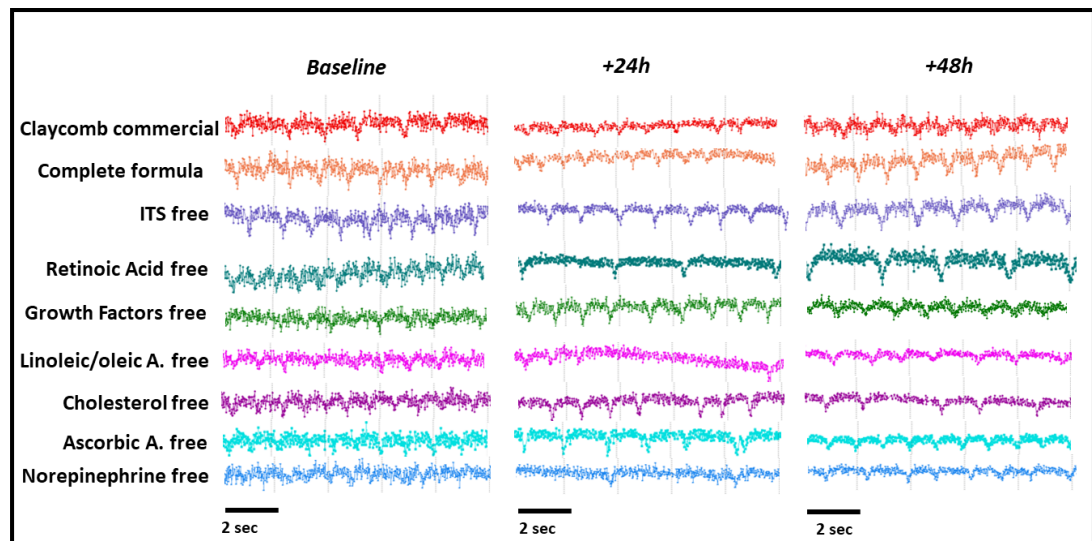 Baseline +24h +48h
Claycomb commercial
Complete formula
ITS free
Retinoic Acid free
Growth Factors free
Linoleic/oleic A. free
Cholesterol free
Ascorbic A. free
Norepinephrine free
2 sec 2 sec 2 sec